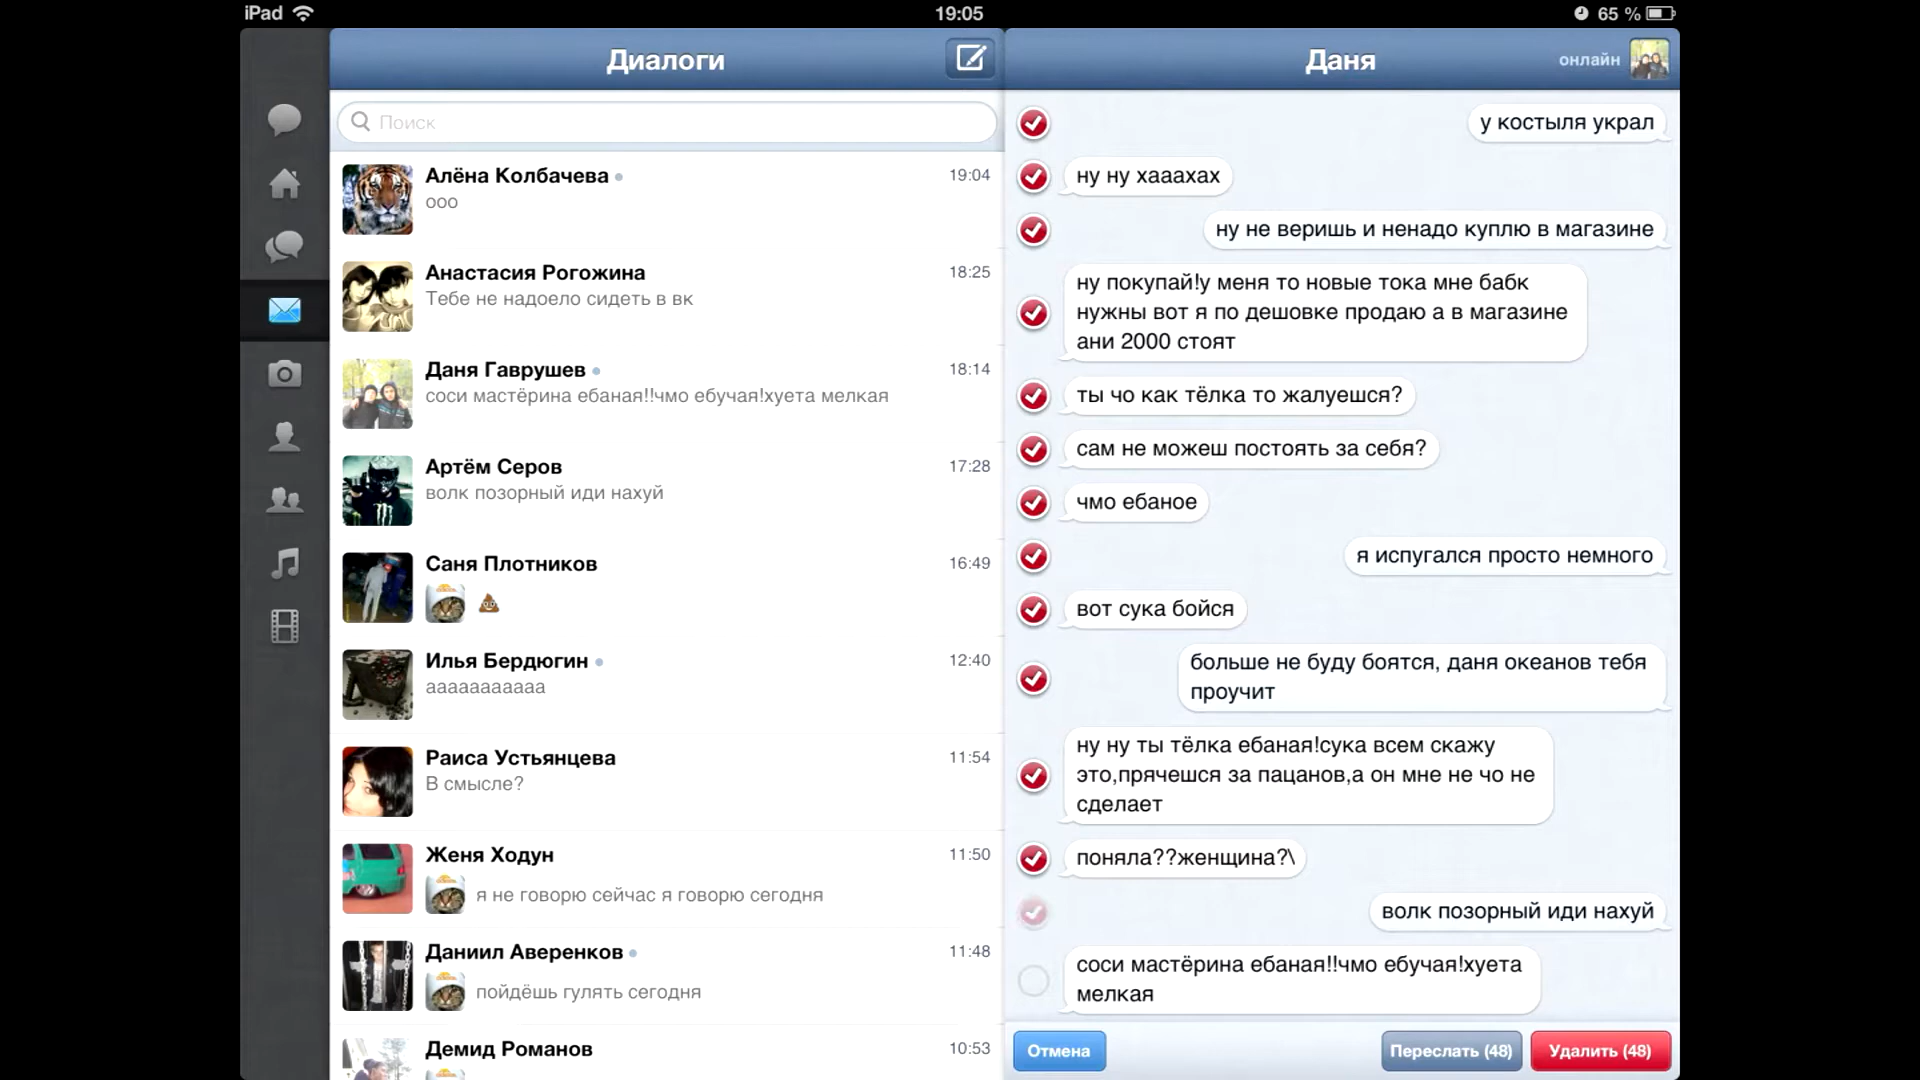 iPad
19:05
65 %
Диалоги
Поиск
Алёна Колбачева
19:04
ооо
Анастасия Рогожина
18:25
Тебе не надоело сидеть в вк
Даня Гаврушев
18:14
соси мастёрина ебаная!!чмо ебучая!хуета мелкая
Артём Серов
17:28
волк позорный иди нахуй
Саня Плотников
16:49
Илья Бердюгин
12:40
ааааааааааа
Раиса Устьянцева
11:54
В смысле?
Женя Ходун
11:50
я не говорю сейчас я говорю сегодня
Даниил Аверенков
11:48
пойдёшь гулять сегодня
Демид Романов
10:53
Даня
онлайн
у костыля украл
ну ну хааахах
ну не веришь и ненадо куплю в магазине
ну покупай!у меня то новые тока мне бабк
нужны вот я по дешовке продаю а в магазине
ани 2000 стоят
ты чо как тёлка то жалуешся?
сам не можеш постоять за себя?
чмо ебаное
я испугался просто немного
вот сука бойся
больше не буду боятся, даня океанов тебя
проучит
ну ну ты тёлка ебаная!сука всем скажу
это,прячешся за пацанов,а он мне не чо не
сделает
поняла??женщина?\
волк позорный иди нахуй
соси мастёрина ебаная!!чмо ебучая!хуета
мелкая
Отмена
Переслать (48)
Удалить (48)